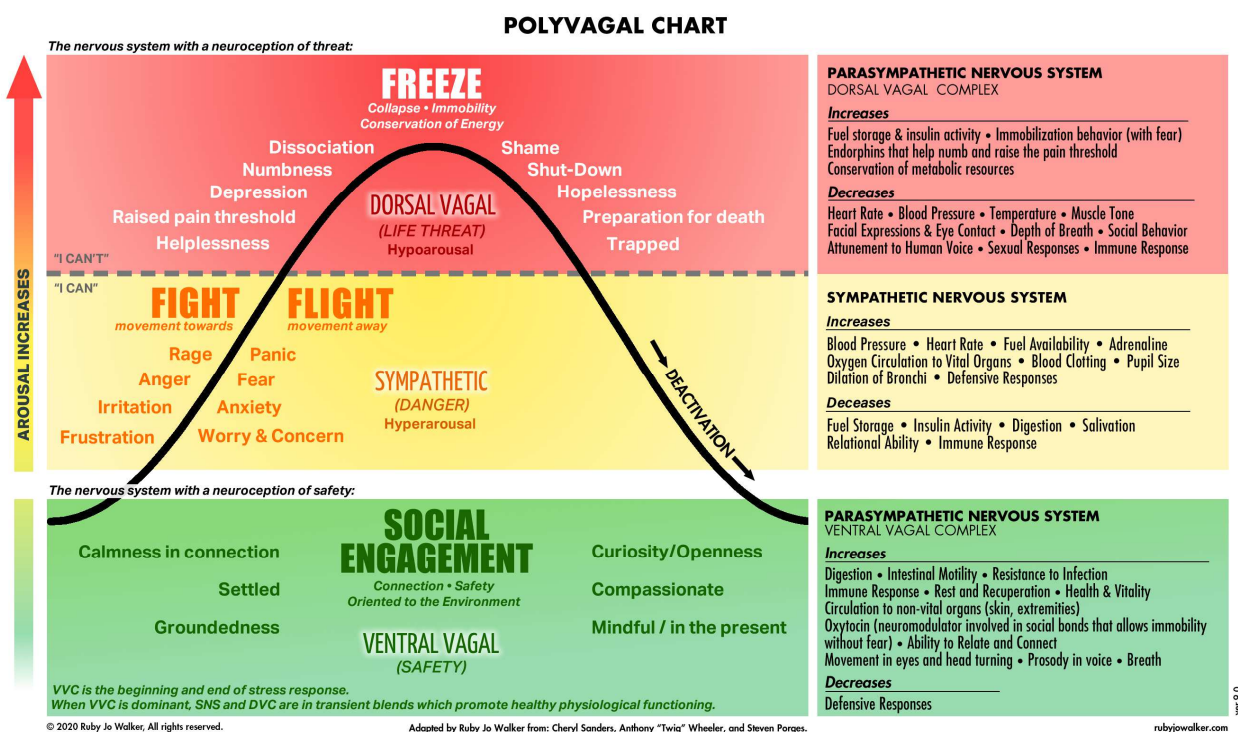 POLYVAGAL CHART
The nervous system with a neuroception of threat:
AROUSAL INCREASES
FREEZE
Collapse • Immobility
Conservation of Energy
Dissociation
Numbness
Depression
Raised pain threshold
Helplessness
Shame
Shut-Down
Hopelessness
Preparation for death
Trapped
DORSAL VAGAL
(LIFE THREAT)
Hypoarousal
"I CAN'T"
"I CAN"
FIGHT
movement towards
FLIGHT
movement away
Rage
Anger
Irritation
Frustration
Panic
Fear
Anxiety
Worry & Concern
SYMPATHETIC
(DANGER)
Hyperarousal
DEACTIVATION
The nervous system with a neuroception of safety:
SOCIAL
ENGAGEMENT
Connection • Safety
Oriented to the Environment
Calmness in connection
Settled
Groundedness
Curiosity/Openness
Compassionate
Mindful / in the present
VENTRAL VAGAL
(SAFETY)
VVC is the beginning and end of stress response.
When VVC is dominant, SNS and DVC are in transient blends which promote healthy physiological functioning.
PARASYMPATHETIC NERVOUS SYSTEM
DORSAL VAGAL COMPLEX
Increases
Fuel storage & insulin activity • Immobilization behavior (with fear)
Endorphins that help numb and raise the pain threshold
Conservation of metabolic resources
Decreases
Heart Rate • Blood Pressure • Temperature • Muscle Tone
Facial Expressions & Eye Contact • Depth of Breath • Social Behavior
Attunement to Human Voice • Sexual Responses • Immune Response
SYMPATHETIC NERVOUS SYSTEM
Increases
Blood Pressure • Heart Rate • Fuel Availability • Adrenaline
Oxygen Circulation to Vital Organs • Blood Clotting • Pupil Size
Dilation of Bronchi • Defensive Responses
Deceases
Fuel Storage • Insulin Activity • Digestion • Salivation
Relational Ability • Immune Response
PARASYMPATHETIC NERVOUS SYSTEM
VENTRAL VAGAL COMPLEX
Increases
Digestion • Intestinal Motility • Resistance to Infection
Immune Response • Rest and Recuperation • Health & Vitality
Circulation to non-vital organs (skin, extremities)
Oxytocin (neuromodulator involved in social bonds that allows immobility
without fear) • Ability to Relate and Connect
Movement in eyes and head turning • Prosody in voice • Breath
Decreases
Defensive Responses
© 2020 Ruby Jo Walker, All rights reserved.
Adapted by Ruby Jo Walker from: Cheryl Sanders, Anthony "Twig" Wheeler, and Steven Porges.
rubyjowalker.com